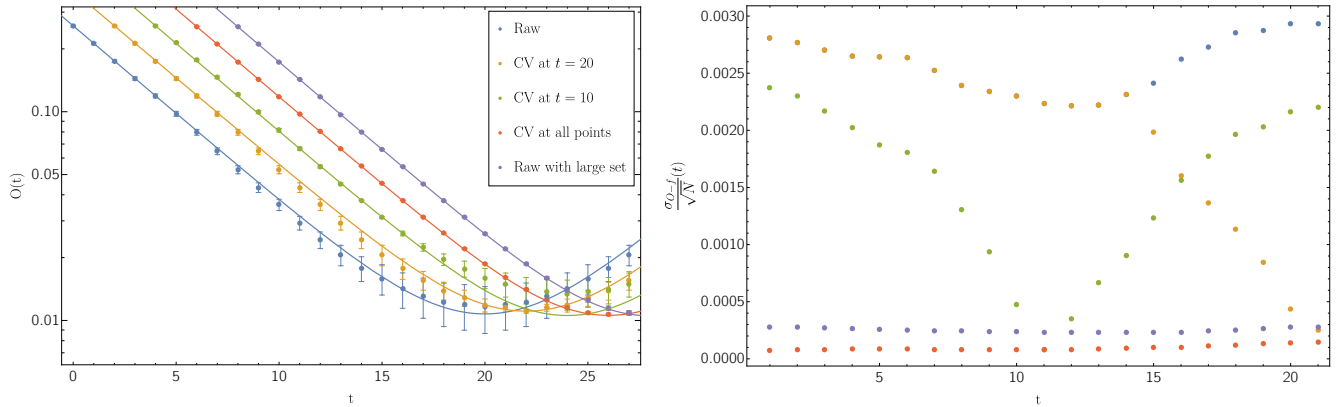 0.10
0.05
0.01
O(t)
0 5 10 15 20 25
t
Raw
CV at t = 20
CV at t = 10
CV at all points
Raw with large set
0.0030
0.0025
0.0020
0.0015
0.0010
0.0005
0.0000
σ_{O−f}/√N (t)
5 10 15 20
t